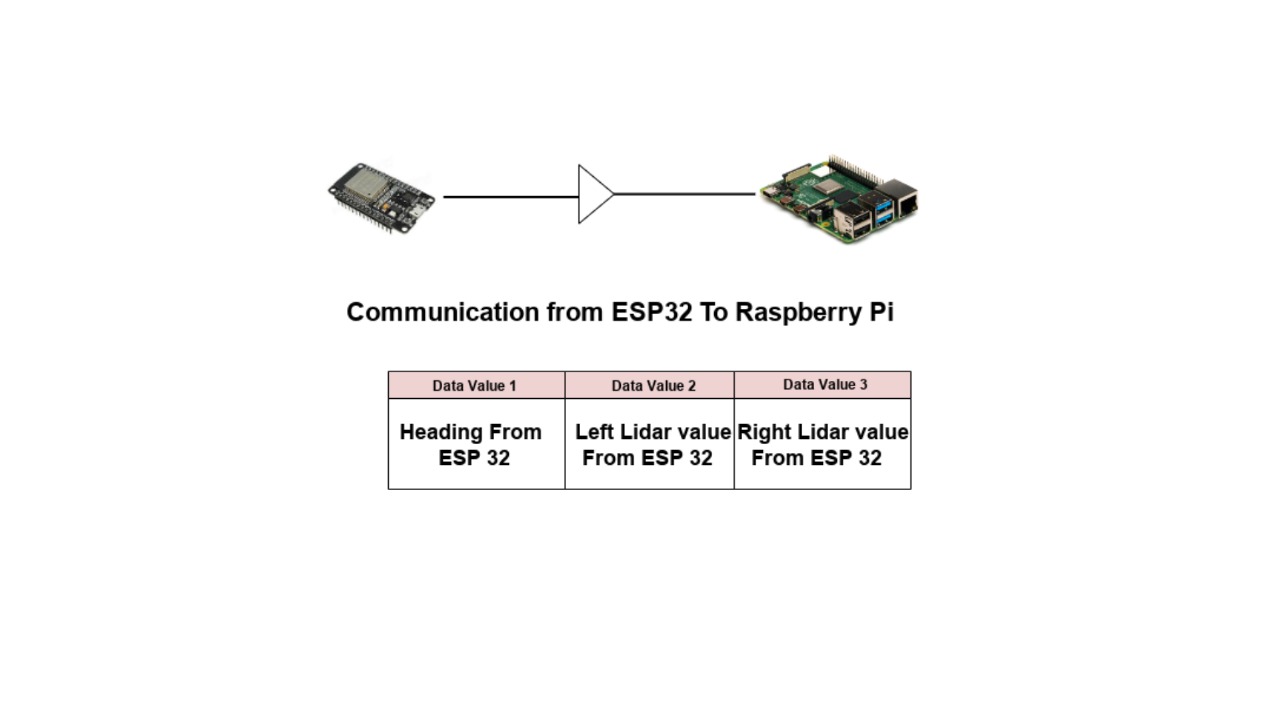 Communication from ESP32 To Raspberry Pi
Data Value 1
Data Value 2
Data Value 3
Heading From
ESP 32
Left Lidar value
From ESP 32
Right Lidar value
From ESP 32